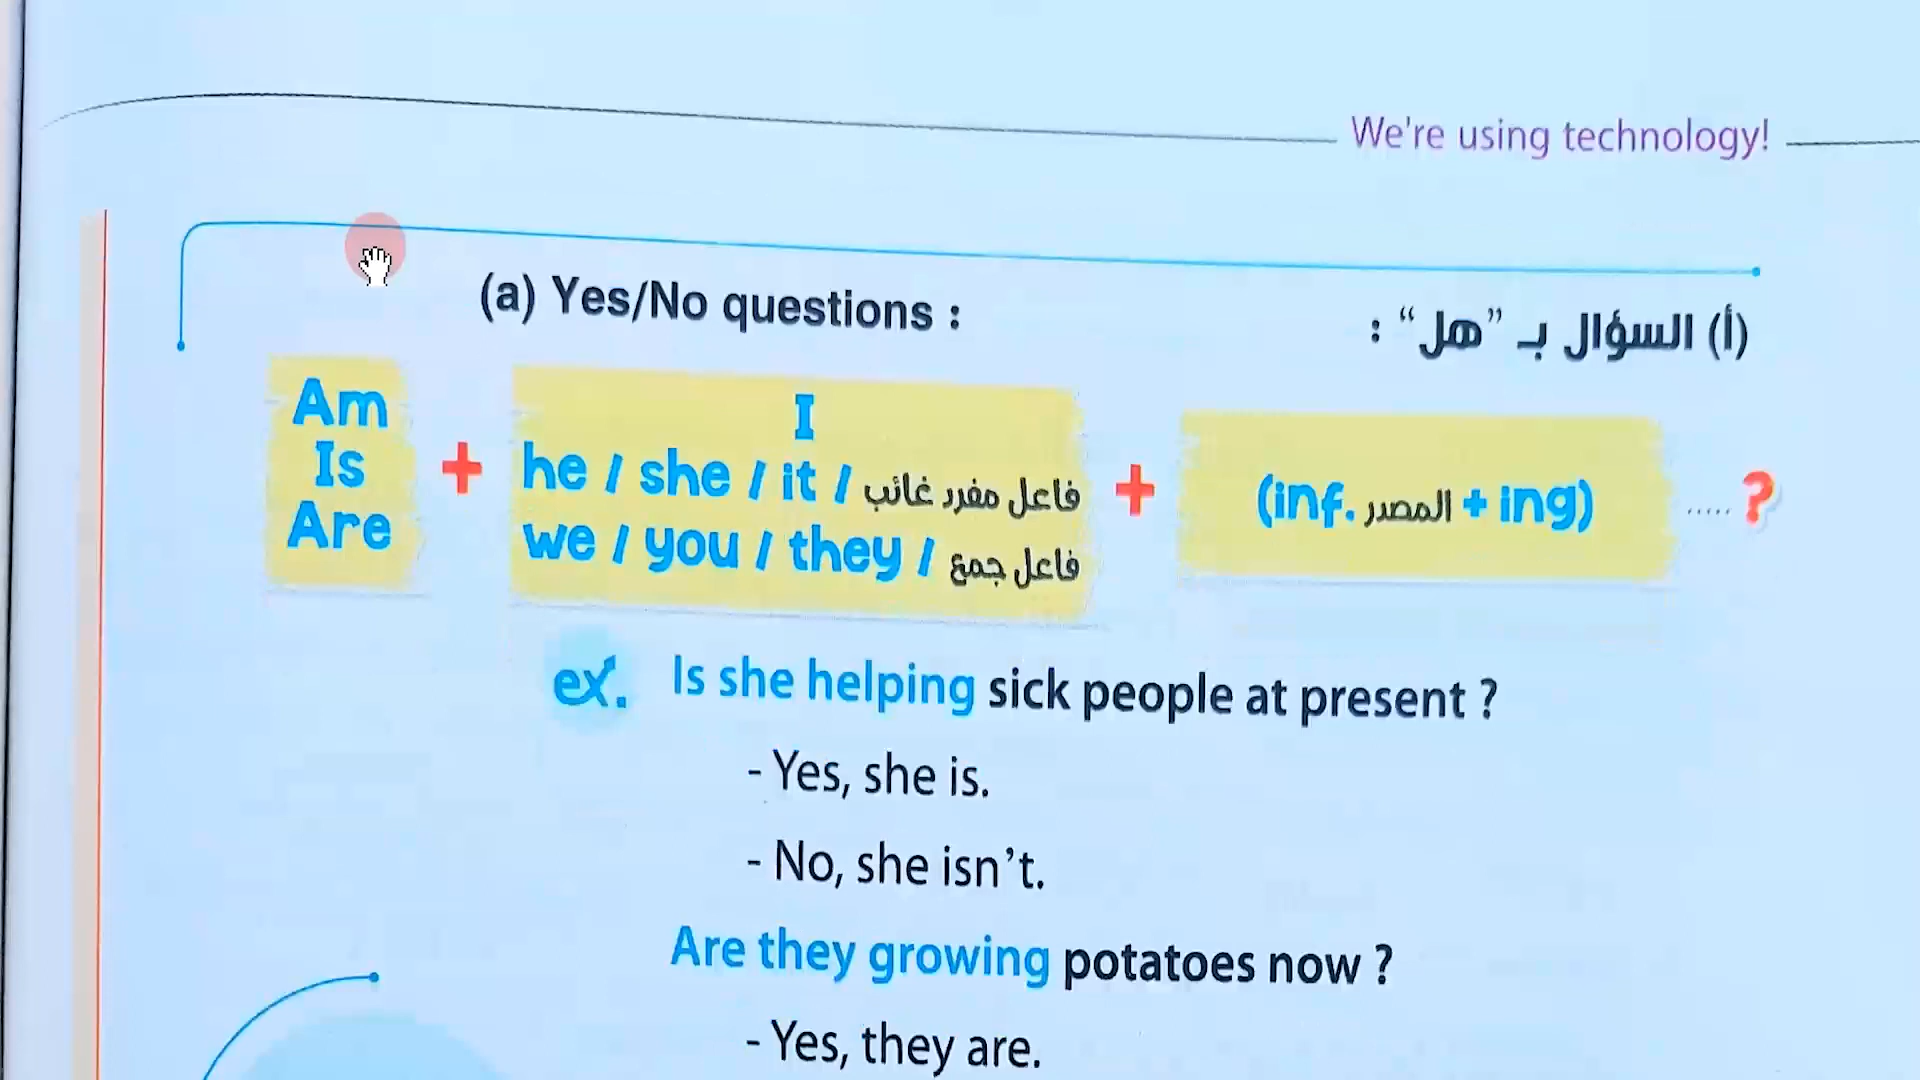 We're using technology!
(a) Yes/No questions : (أ) السؤال بـ “هل” :
Am
Is
Are
+
I
he / she / it / فاعل مفرد غائب
we / you / they / فاعل جمع
+
(inf. المصدر + ing) ..... ?
ex. Is she helping sick people at present ?
- Yes, she is.
- No, she isn’t.
Are they growing potatoes now ?
- Yes, they are.